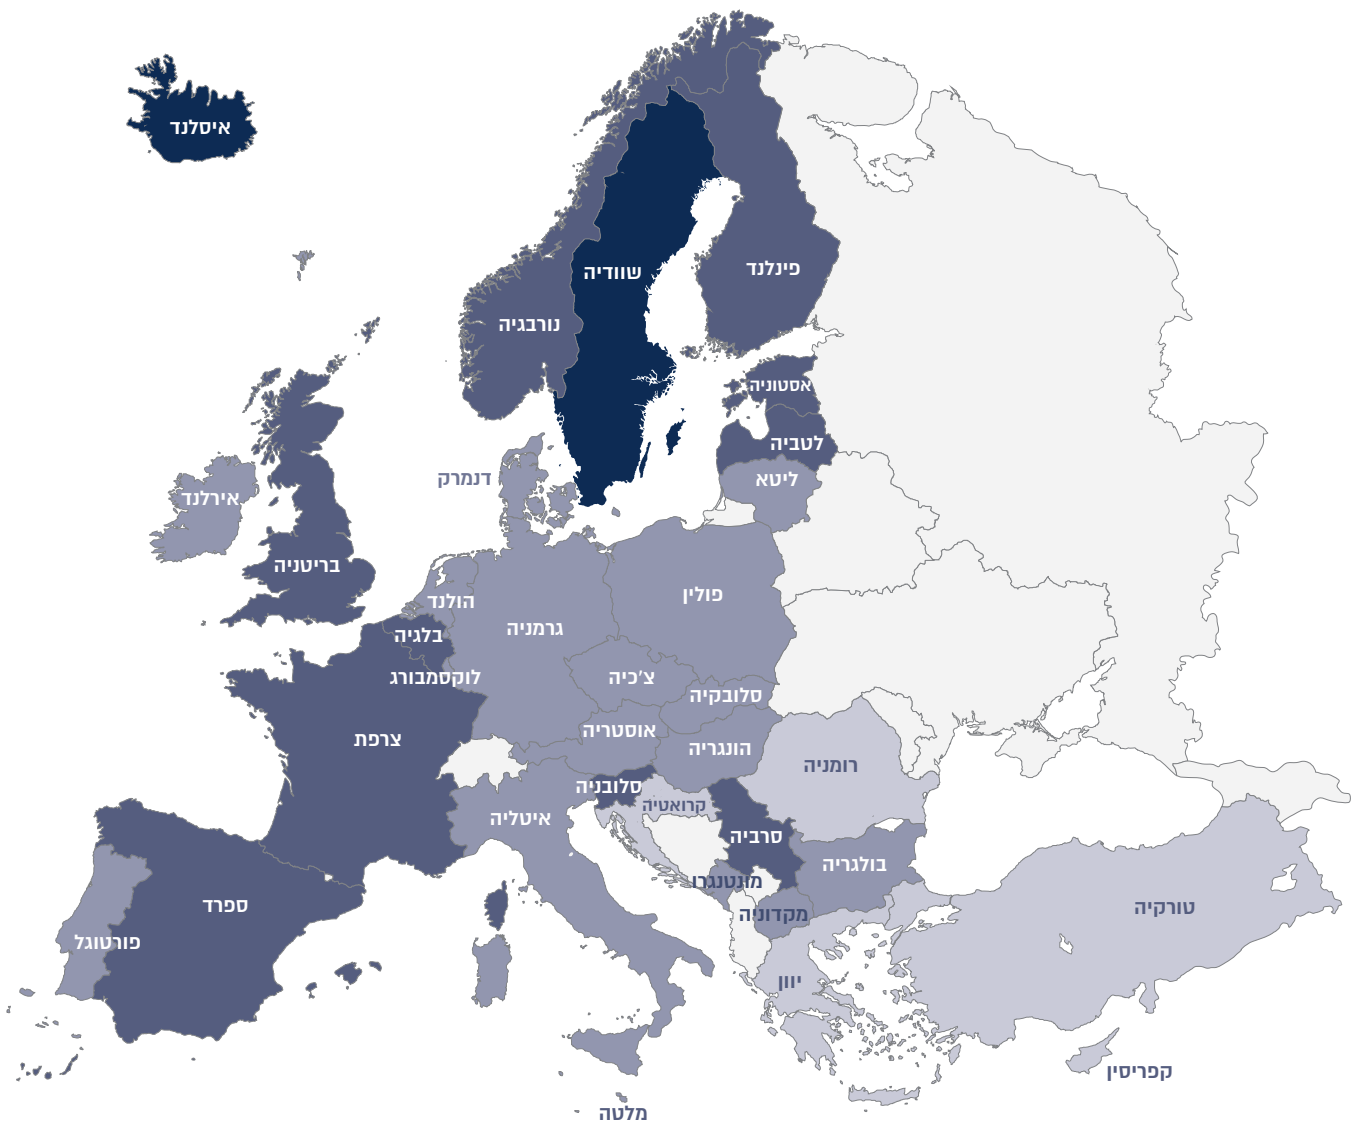 איסלנד
שוודיה
פינלנד
נורבגיה
אסטוניה
לטביה
ליטא
דנמרק
אירלנד
בריטניה
הולנד
פולין
גרמניה
בלגיה
לוקסמבורג
צ'כיה
סלובקיה
אוסטריה
הונגריה
צרפת
רומניה
סלובניה
קרואטיה
איטליה
סרביה
בולגריה
מונטנגרו
מקדוניה
טורקיה
ספרד
פורטוגל
יוון
קפריסין
מלטה